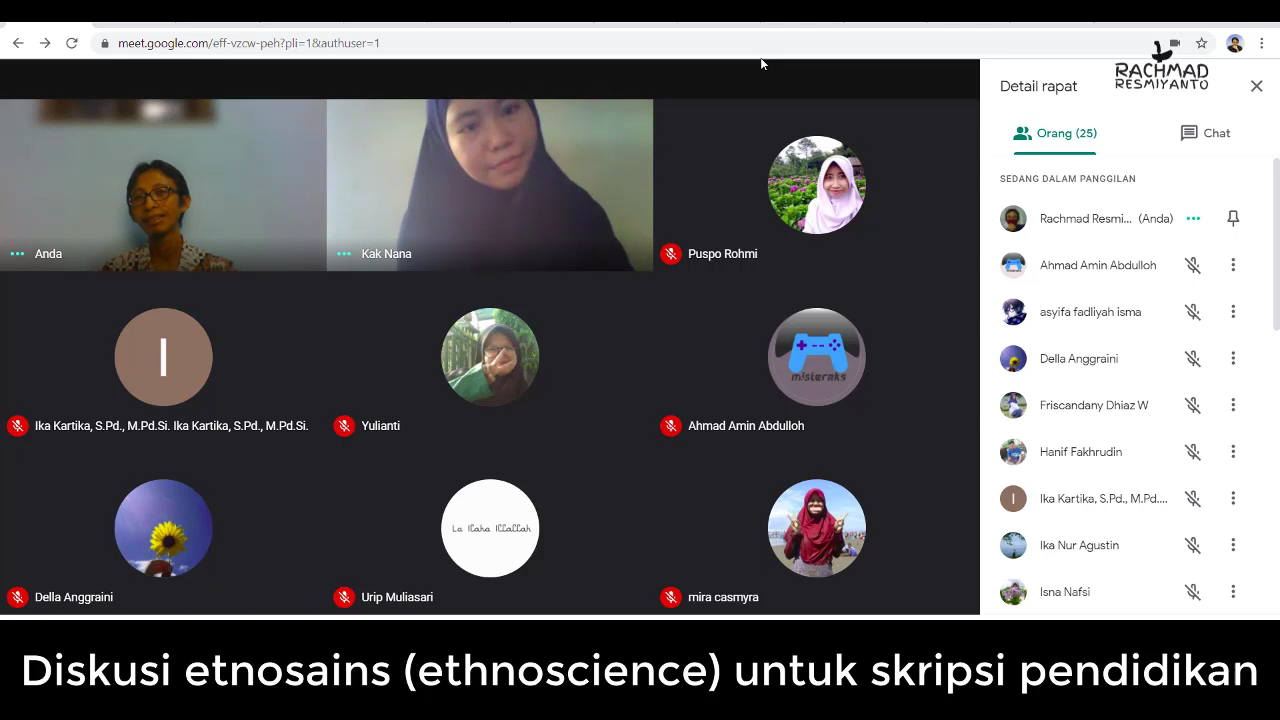 meet.google.com/eff-vzcw-peh?pli=1&authuser=1
RACHMAD
RESMIYANTO
Detail rapat
Orang (25)
Chat
SEDANG DALAM PANGGILAN
Rachmad Resmi... (Anda)
Ahmad Amin Abdulloh
asyifa fadliyah isma
Della Anggraini
Friscandany Dhiaz W
Hanif Fakhrudin
I
Ika Kartika, S.Pd., M.Pd....
Ika Nur Agustin
Isna Nafsi
Anda
Kak Nana
Puspo Rohmi
I
Ika Kartika, S.Pd., M.Pd.Si. Ika Kartika, S.Pd., M.Pd.Si.
Yulianti
misteraks
Ahmad Amin Abdulloh
Della Anggraini
La Ilaha Illallah
Urip Muliasari
mira casmyra
Diskusi etnosains (ethnoscience) untuk skripsi pendidikan